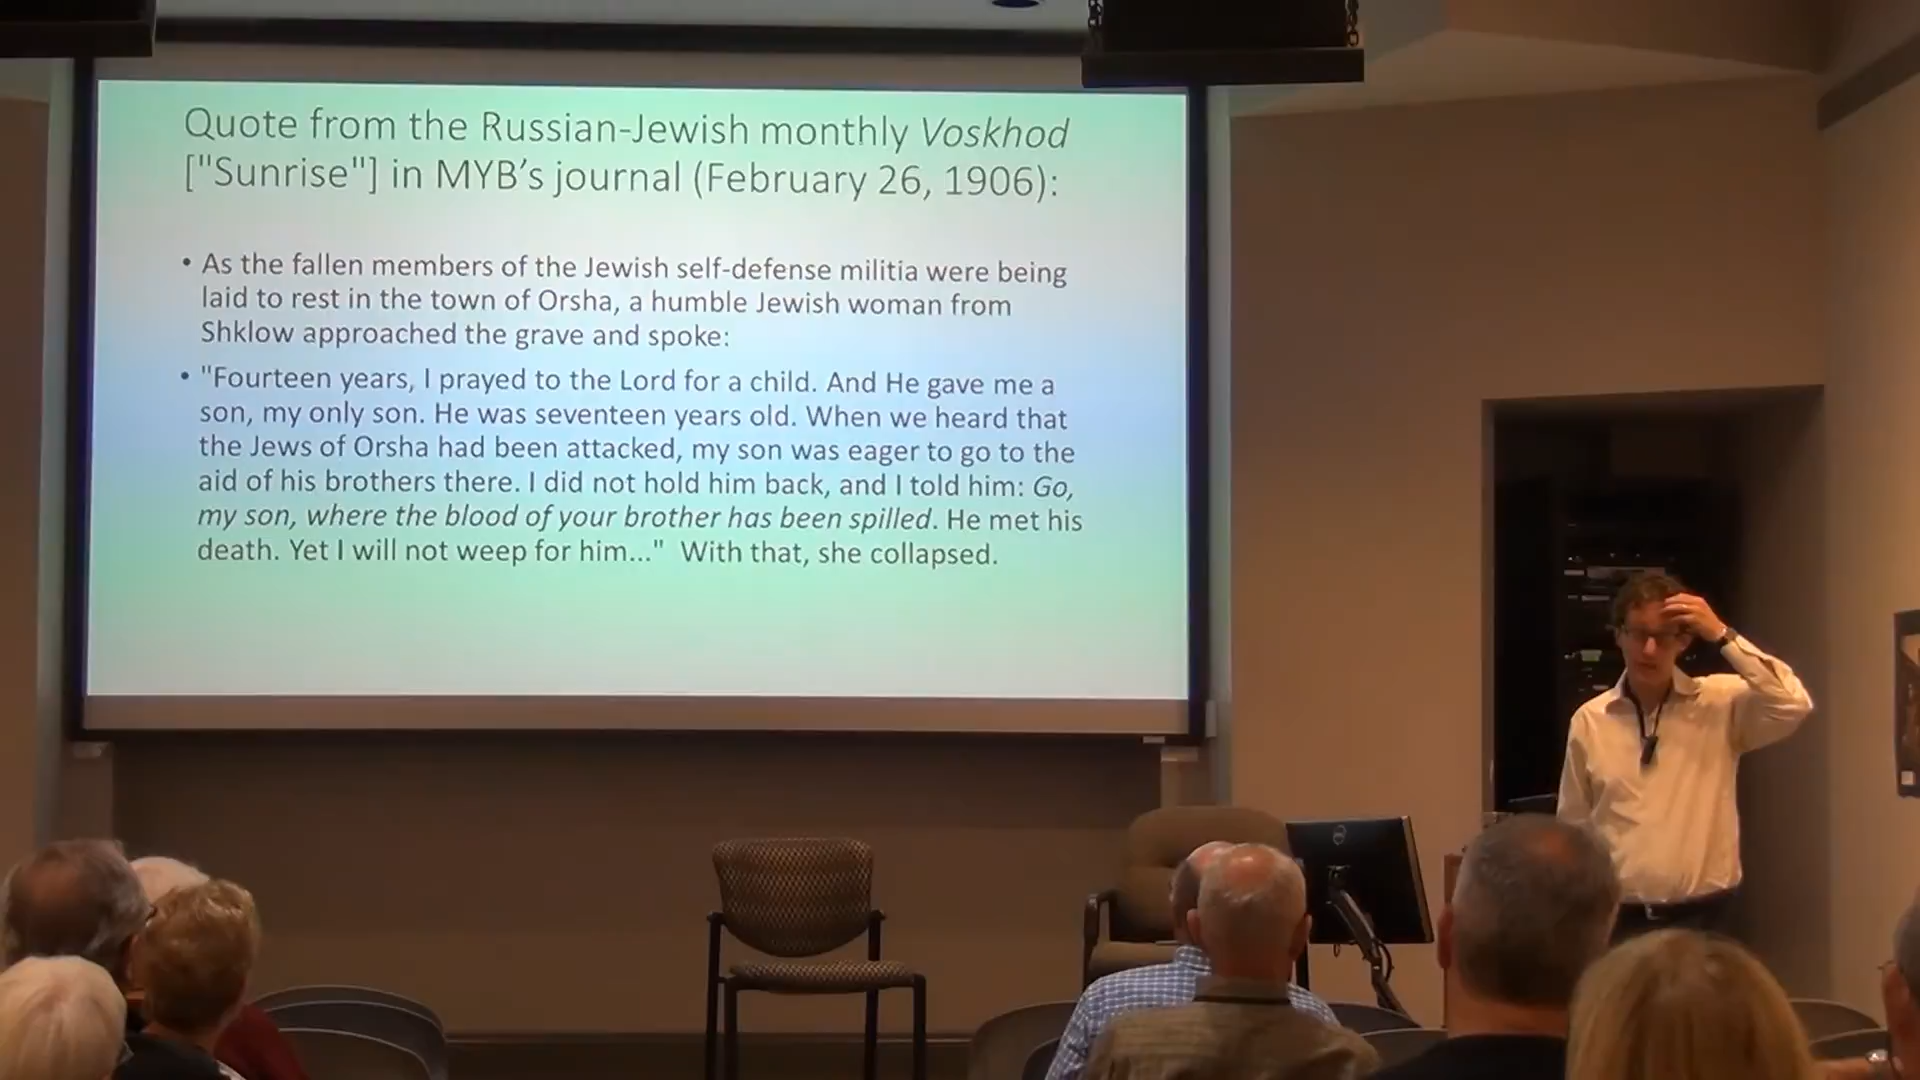 Quote from the Russian-Jewish monthly Voskhod
["Sunrise"] in MYB’s journal (February 26, 1906):
• As the fallen members of the Jewish self-defense militia were being
laid to rest in the town of Orsha, a humble Jewish woman from
Shklow approached the grave and spoke:
• "Fourteen years, I prayed to the Lord for a child. And He gave me a
son, my only son. He was seventeen years old. When we heard that
the Jews of Orsha had been attacked, my son was eager to go to the
aid of his brothers there. I did not hold him back, and I told him: Go,
my son, where the blood of your brother has been spilled. He met his
death. Yet I will not weep for him..." With that, she collapsed.